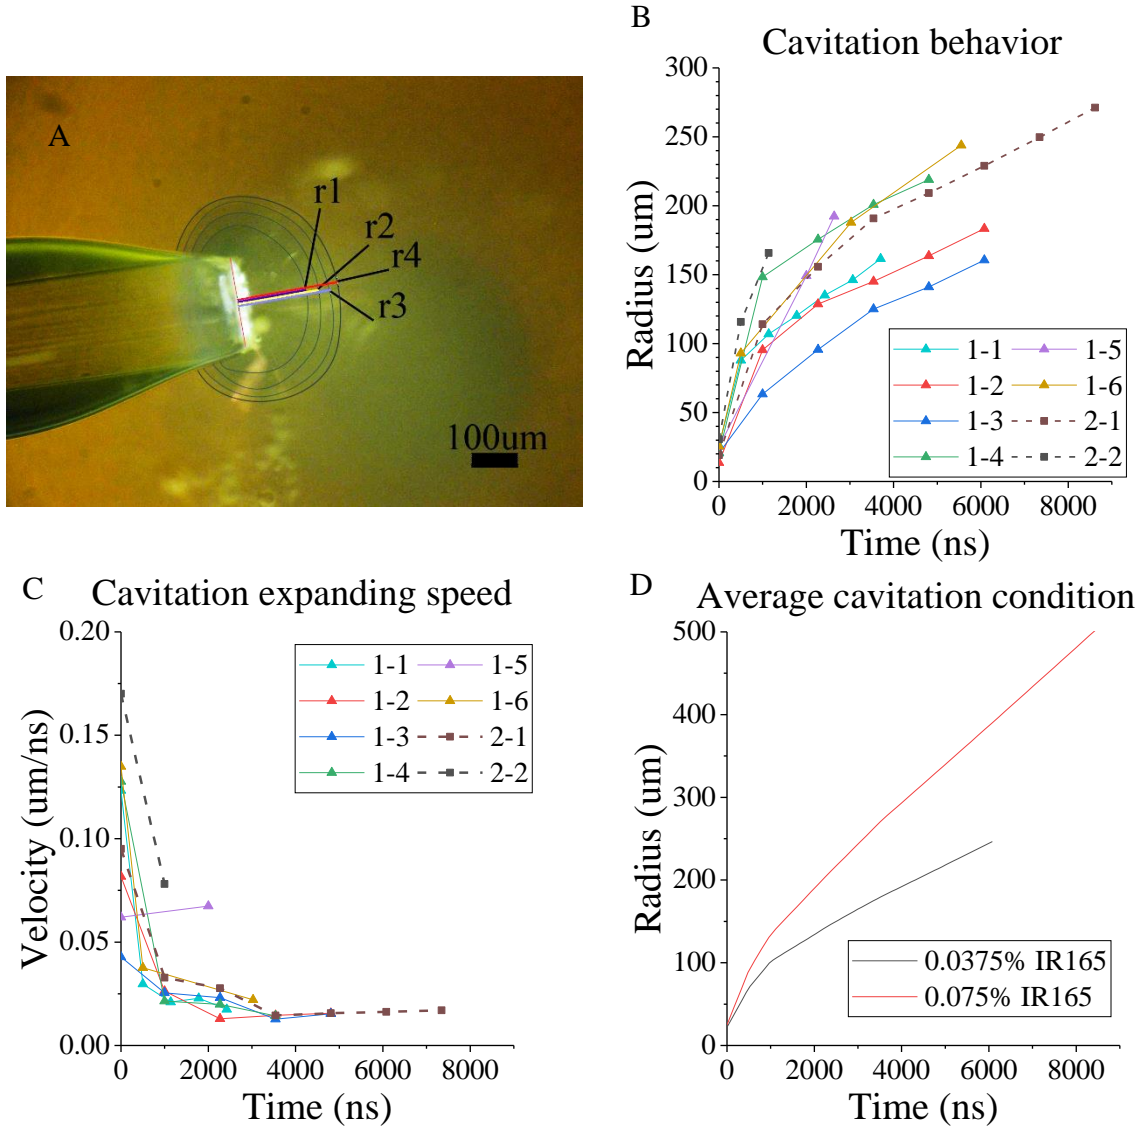 A
r1
r2
r4
r3
100um
B
Cavitation behavior
300
250
200
150
100
50
0
Radius (um)
1-1 1-5
1-2 1-6
1-3 2-1
1-4 2-2
0 2000 4000 6000 8000
Time (ns)
C
Cavitation expanding speed
0.20
0.15
0.10
0.05
0.00
Velocity (um/ns)
1-1 1-5
1-2 1-6
1-3 2-1
1-4 2-2
0 2000 4000 6000 8000
Time (ns)
D
Average cavitation condition
500
400
300
200
100
0
Radius (um)
0.0375% IR165
0.075% IR165
0 2000 4000 6000 8000
Time (ns)